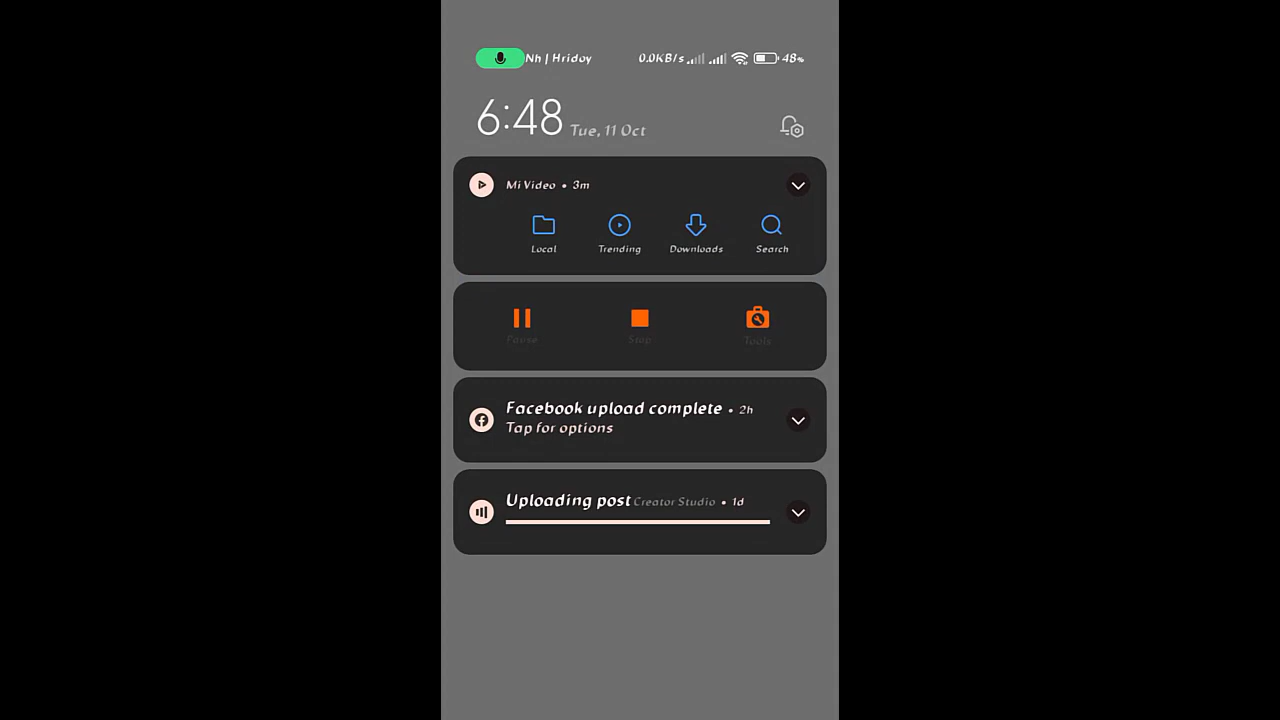 Nh | Hridoy 0.0KB/s 48%
6:48 Tue, 11 Oct
Mi Video • 3m
Local Trending Downloads Search
Pause Stop Tools
Facebook upload complete • 2h
Tap for options
Uploading post Creator Studio • 1d